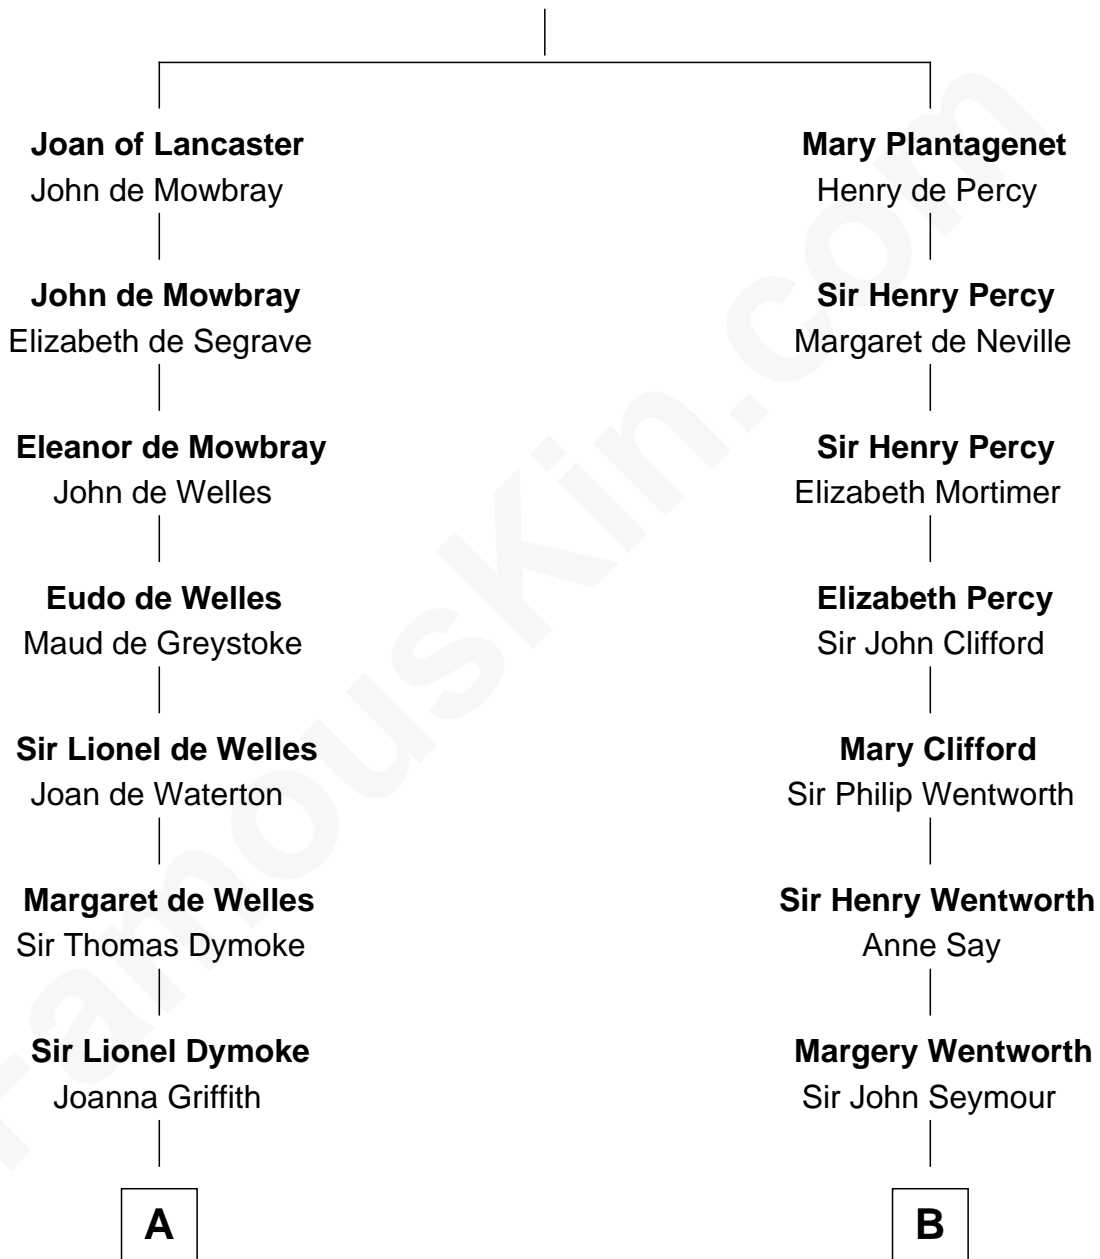 Joan of Lancaster
John de Mowbray
John de Mowbray
Elizabeth de Segrave
Eleanor de Mowbray
John de Welles
Eudo de Welles
Maud de Greystoke
Sir Lionel de Welles
Joan de Waterton
Margaret de Welles
Sir Thomas Dymoke
Sir Lionel Dymoke
Joanna Griffith
A
Mary Plantagenet
Henry de Percy
Sir Henry Percy
Margaret de Neville
Sir Henry Percy
Elizabeth Mortimer
Elizabeth Percy
Sir John Clifford
Mary Clifford
Sir Philip Wentworth
Sir Henry Wentworth
Anne Say
Margery Wentworth
Sir John Seymour
B
FamousKin.com